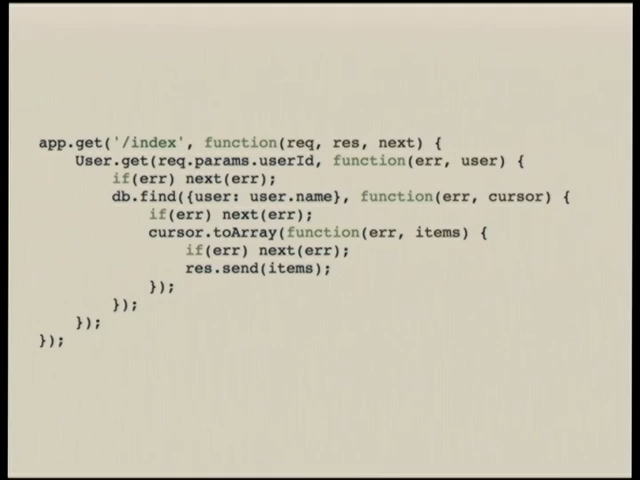 app.get('/index', function(req, res, next) {
    User.get(req.params.userId, function(err, user) {
        if(err) next(err);
        db.find({user: user.name}, function(err, cursor) {
            if(err) next(err);
            cursor.toArray(function(err, items) {
                if(err) next(err);
                res.send(items);
            });
        });
    });
});